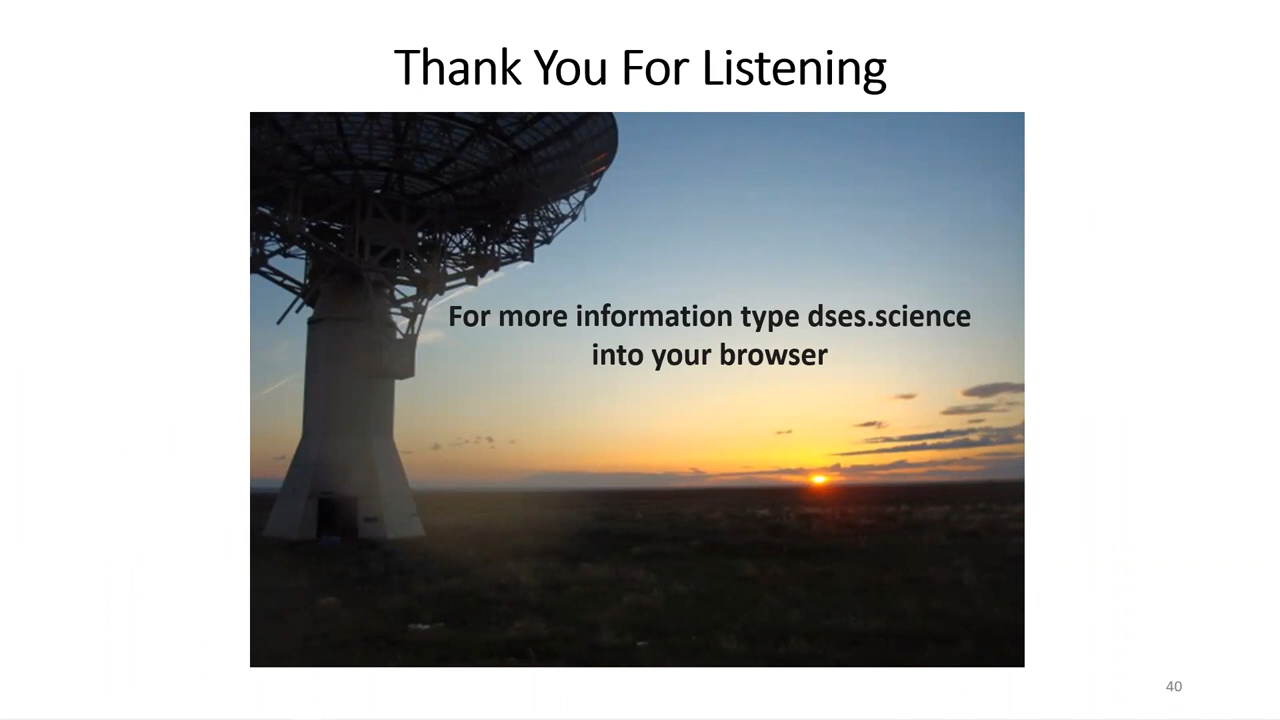 Thank You For Listening
For more information type dses.science
into your browser
40